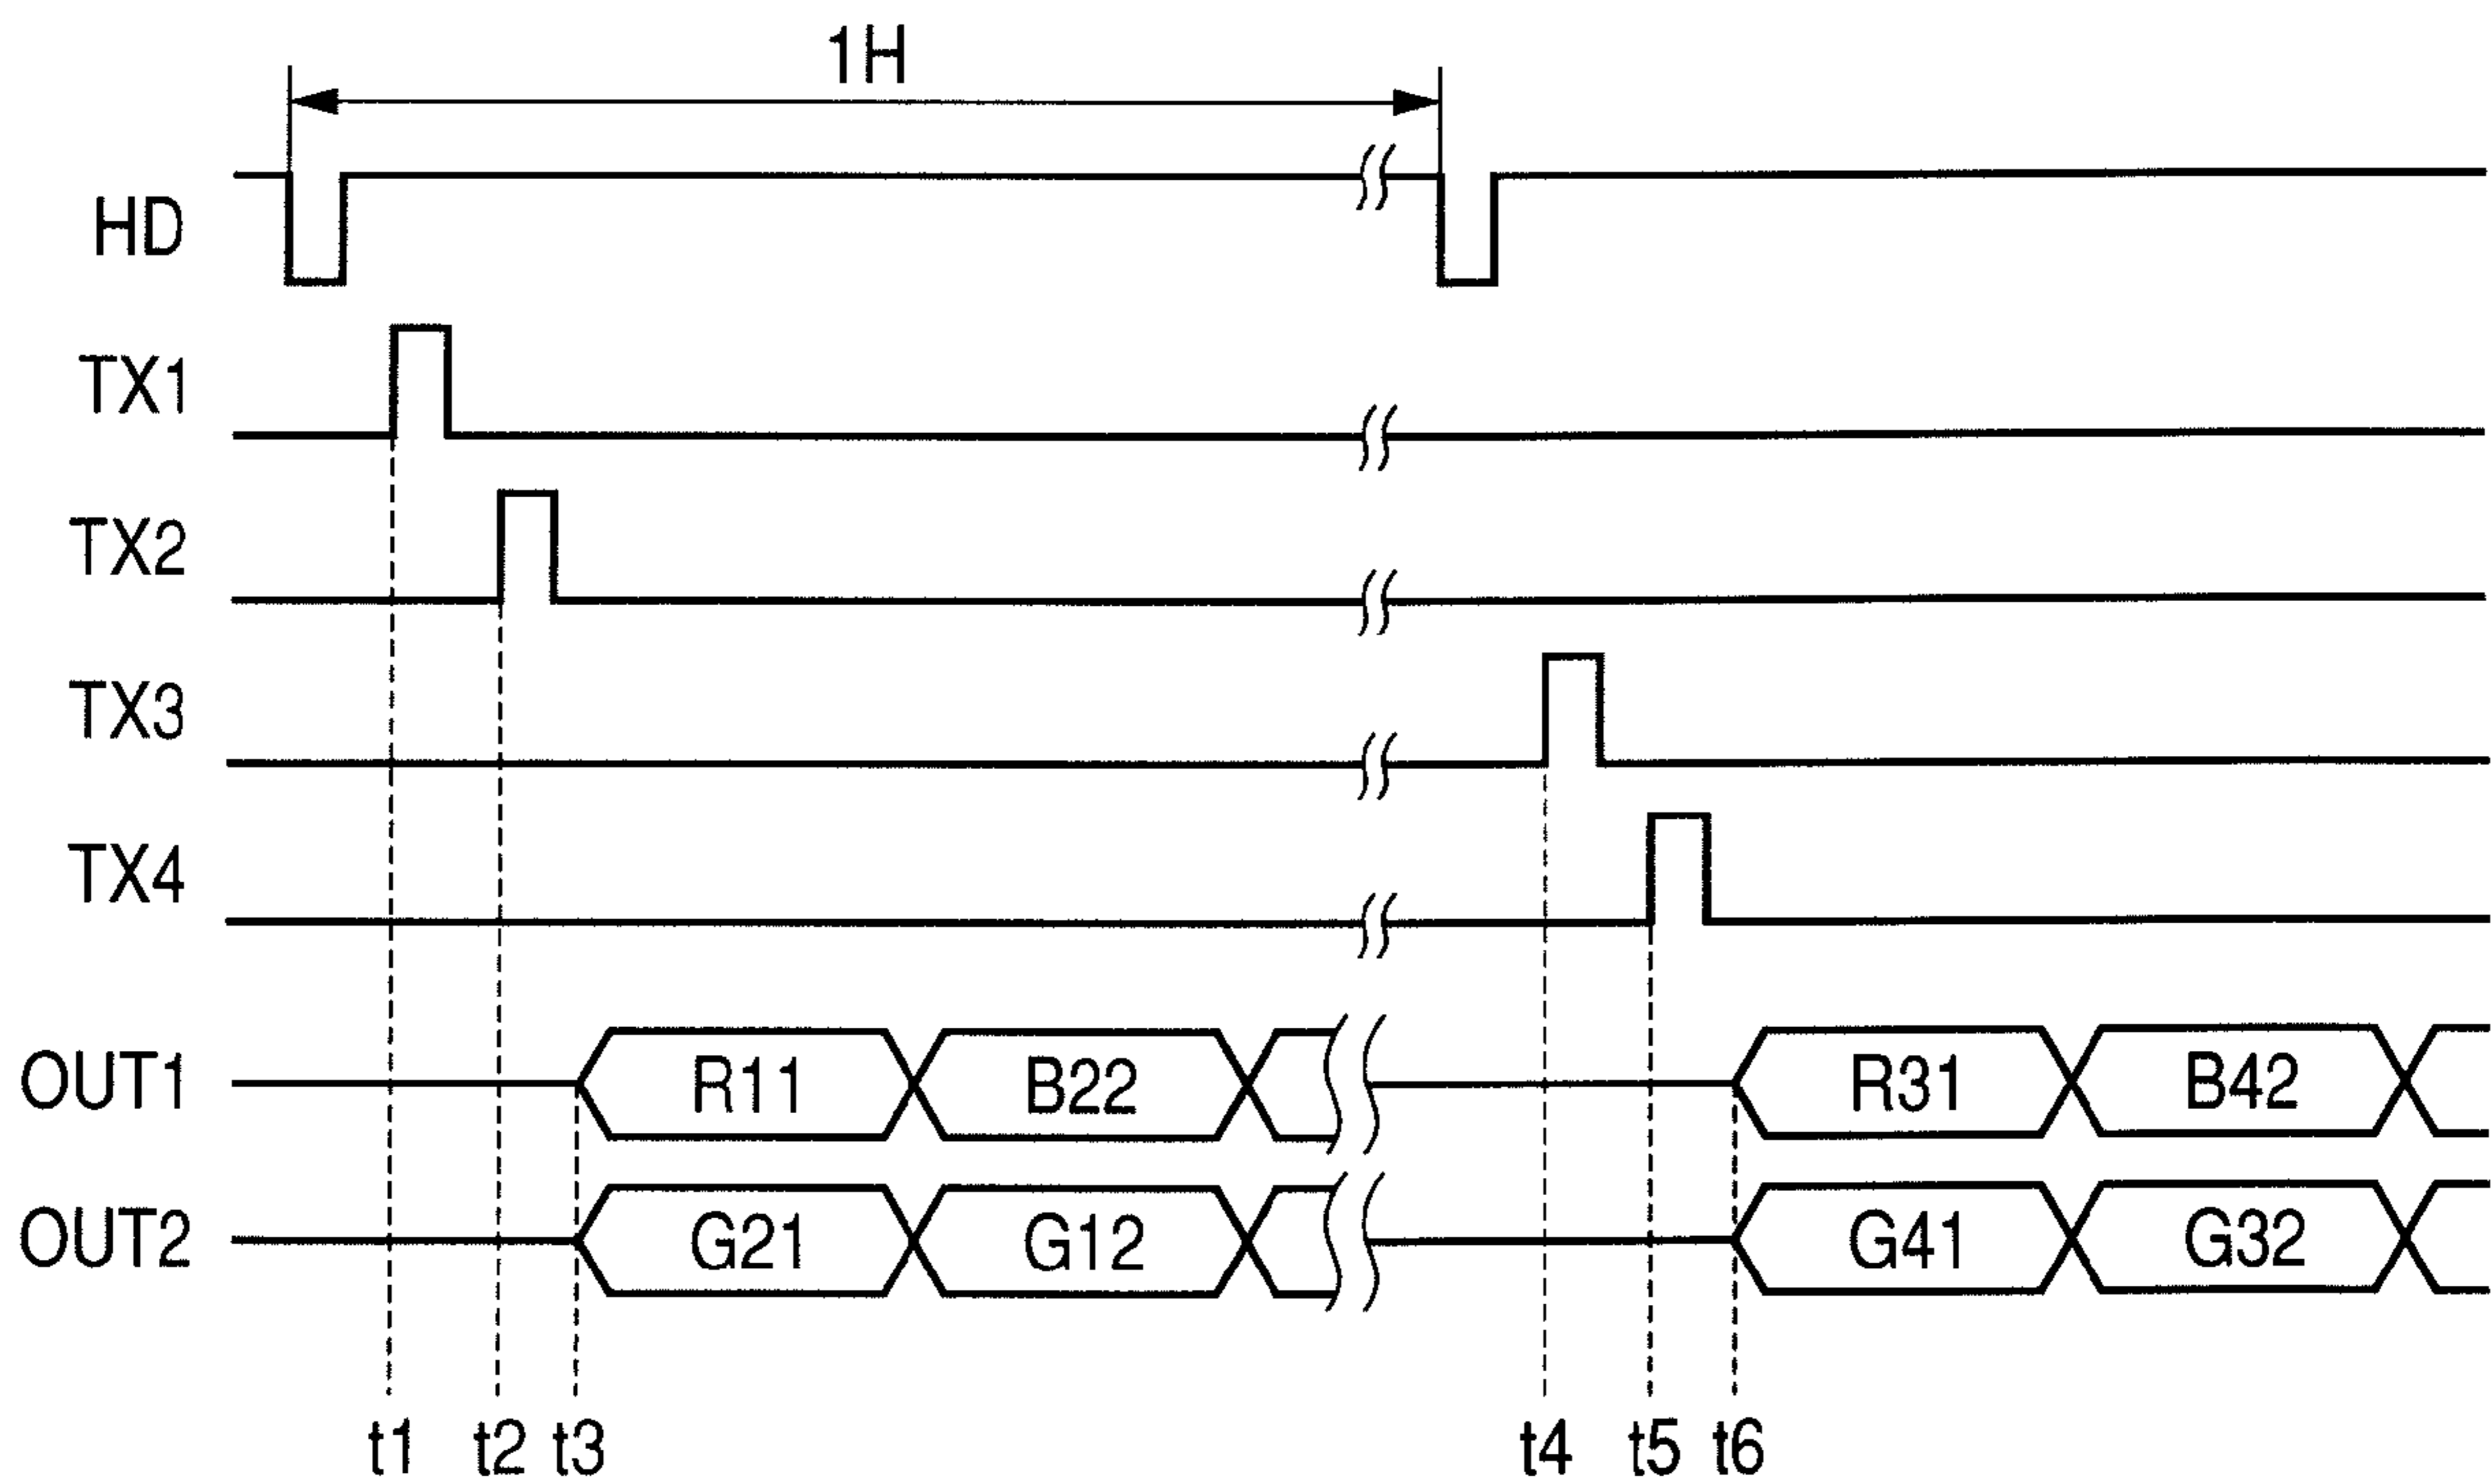 1H
HD
TX1
TX2
TX3
TX4
OUT1 R11 B22 R31 B42
OUT2 G21 G12 G41 G32
t1 t2 t3 t4 t5 t6